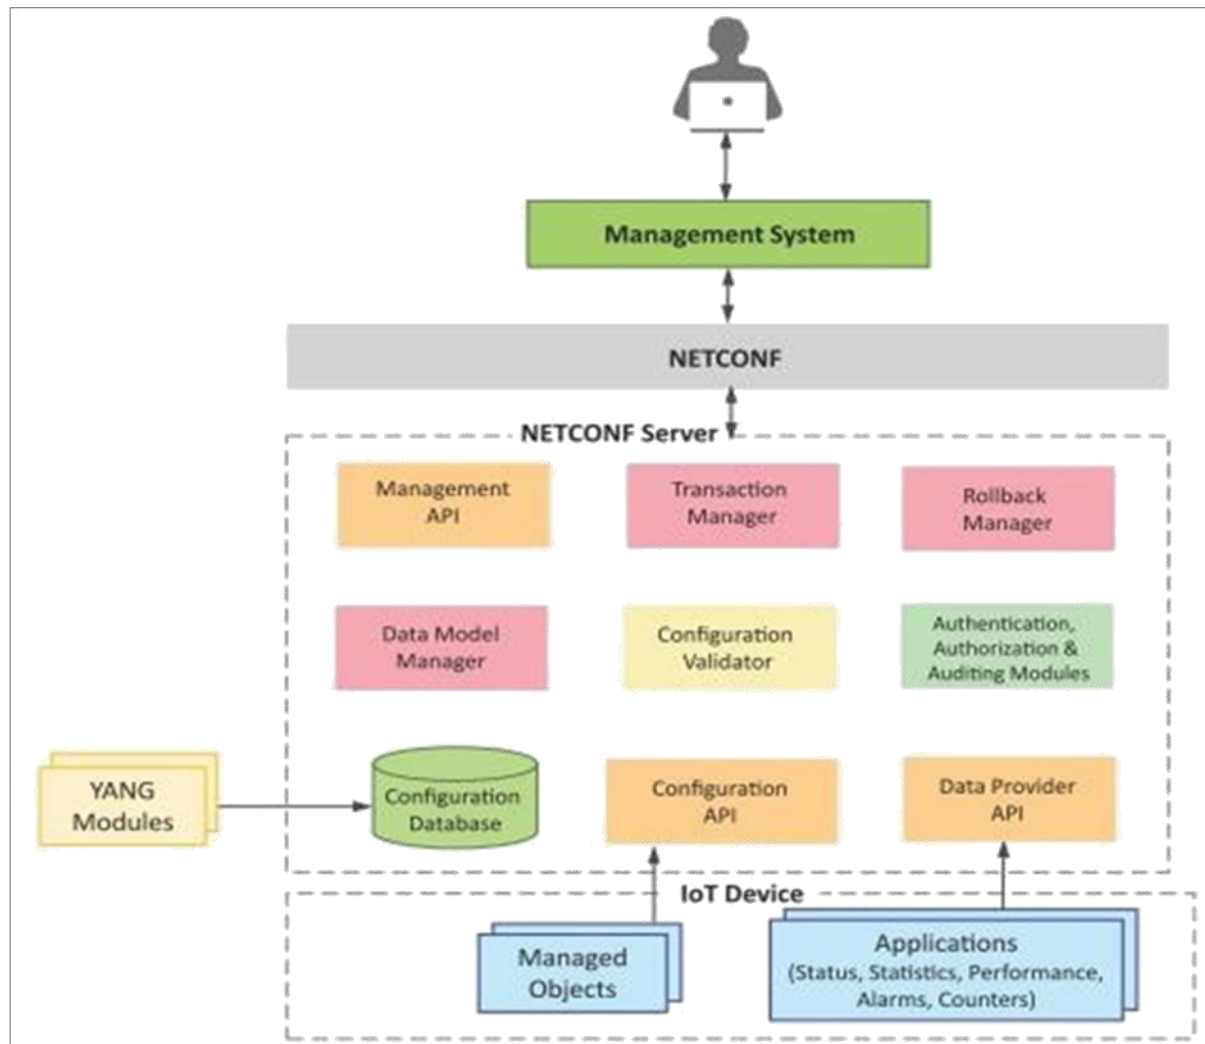 Management System
NETCONF
NETCONF Server
Management
API
Transaction
Manager
Rollback
Manager
Data Model
Manager
Configuration
Validator
Authentication,
Authorization &
Auditing Modules
YANG
Modules
Configuration
Database
Configuration
API
Data Provider
API
IoT Device
Managed
Objects
Applications
(Status, Statistics, Performance,
Alarms, Counters)